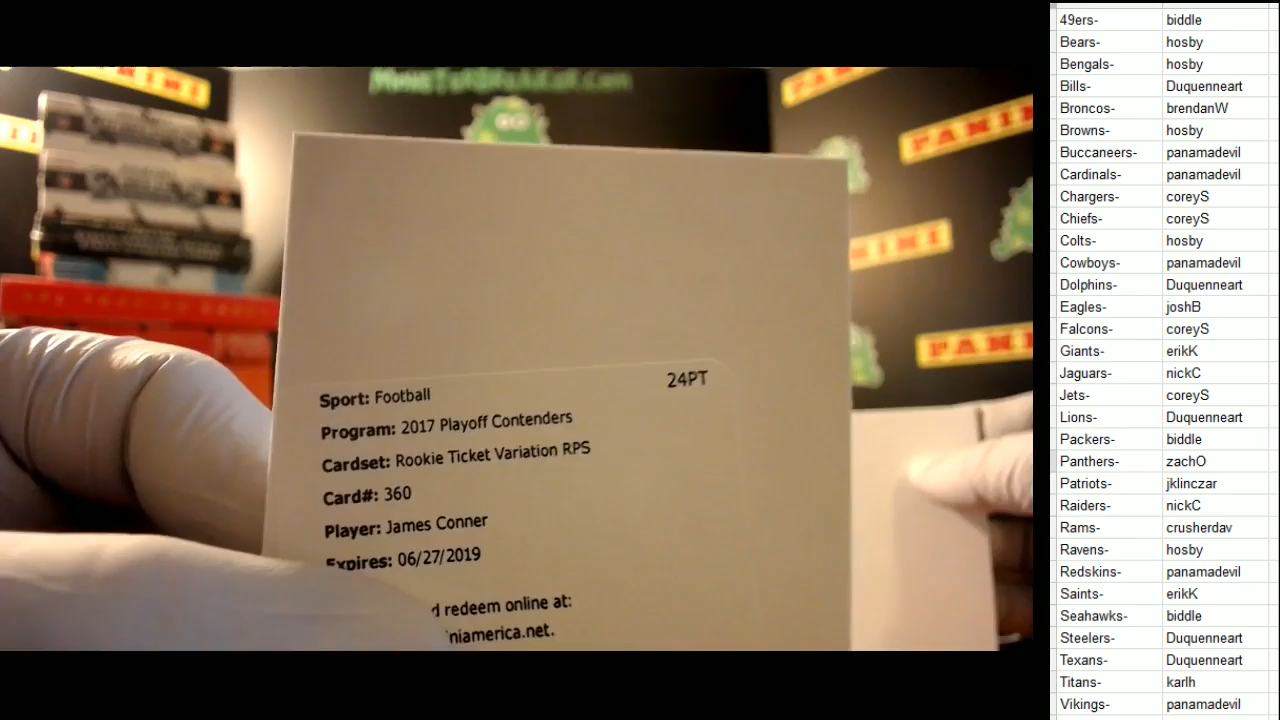 PANINI
Sport: Football
24PT
Program: 2017 Playoff Contenders
Cardset: Rookie Ticket Variation RPS
Card#: 360
Player: James Conner
Expires: 06/27/2019
d redeem online at:
niamerica.net.
49ers- biddle
Bears- hosby
Bengals- hosby
Bills- Duquenneart
Broncos- brendanW
Browns- hosby
Buccaneers- panamadevil
Cardinals- panamadevil
Chargers- coreyS
Chiefs- coreyS
Colts- hosby
Cowboys- panamadevil
Dolphins- Duquenneart
Eagles- joshB
Falcons- coreyS
Giants- erikK
Jaguars- nickC
Jets- coreyS
Lions- Duquenneart
Packers- biddle
Panthers- zachO
Patriots- jklinczar
Raiders- nickC
Rams- crusherdav
Ravens- hosby
Redskins- panamadevil
Saints- erikK
Seahawks- biddle
Steelers- Duquenneart
Texans- Duquenneart
Titans- karlh
Vikings- panamadevil